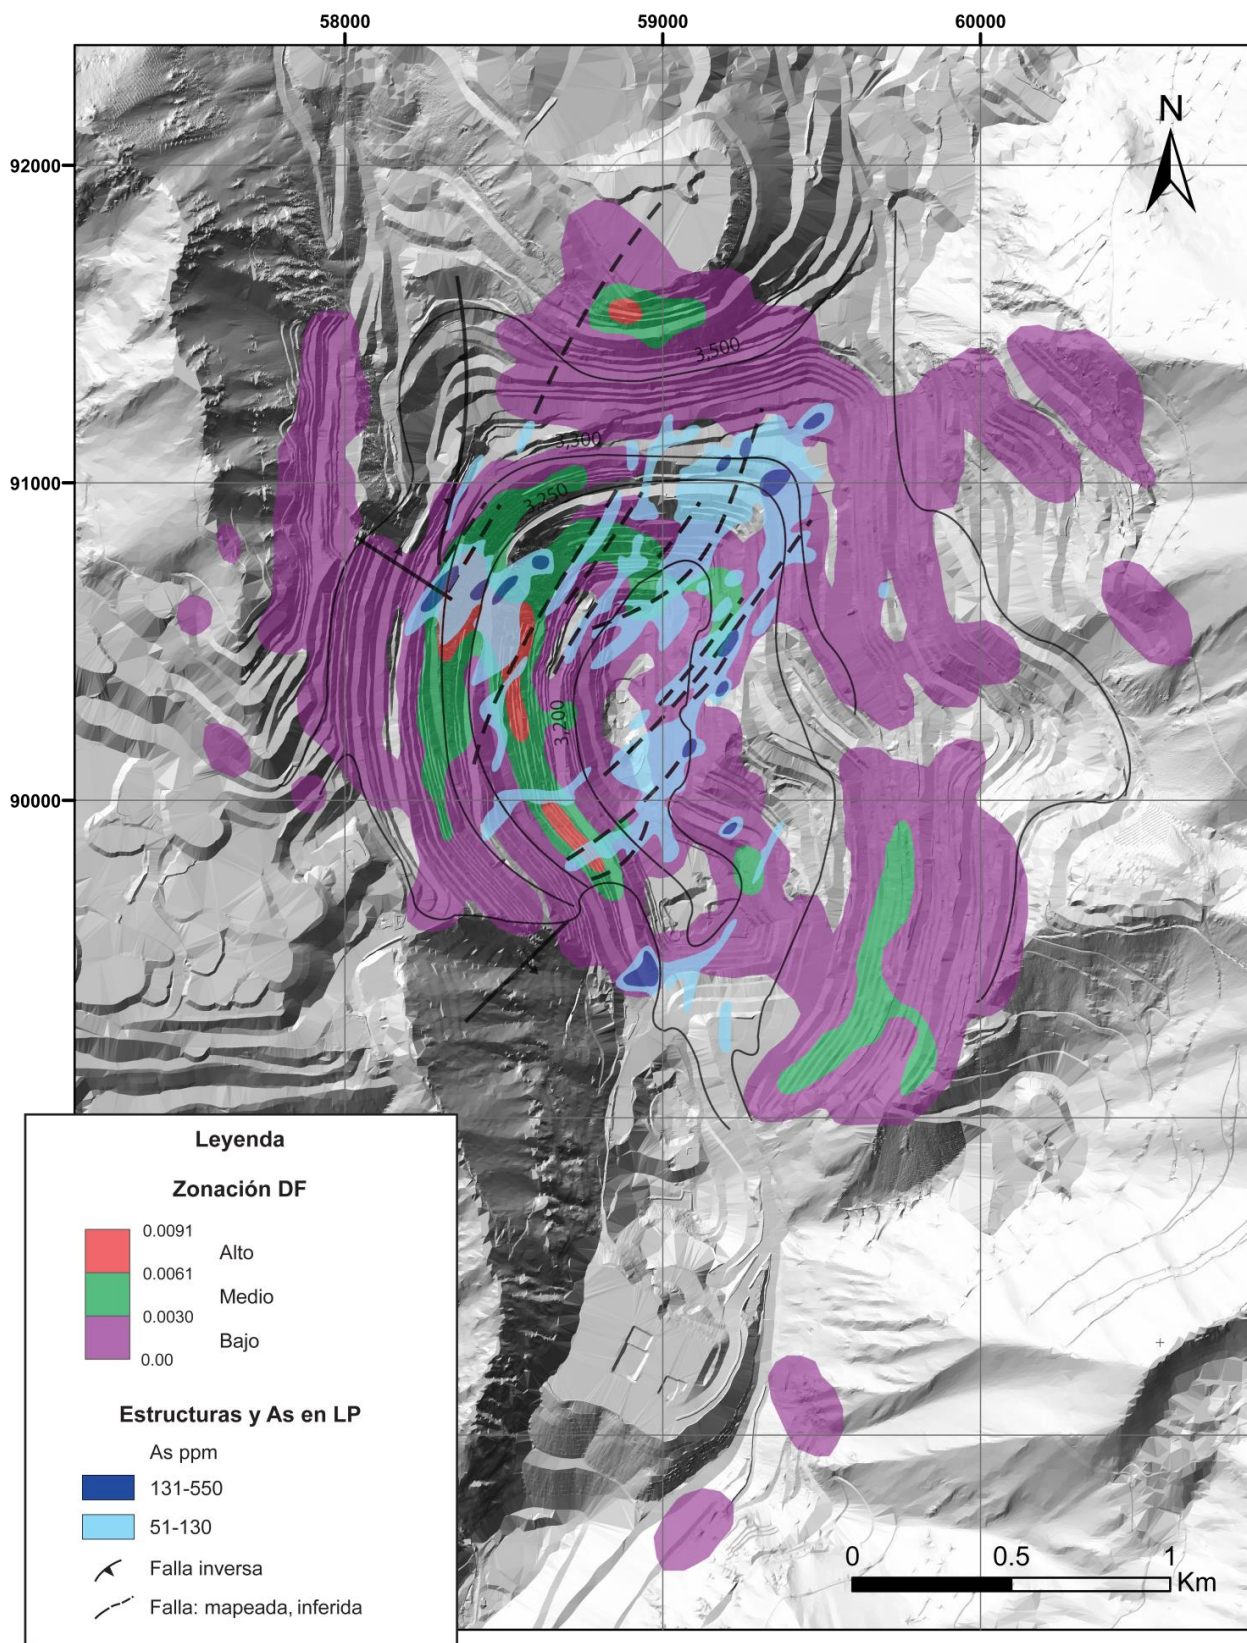 58000
59000
60000
92000
N
3,500
3,300
91000
3,250
3,200
90000
Leyenda
Zonación DF
0.0091
Alto
0.0061
Medio
0.0030
Bajo
0.00
Estructuras y As en LP
As ppm
131-550
51-130
Falla inversa
Falla: mapeada, inferida
0 0.5 1
Km